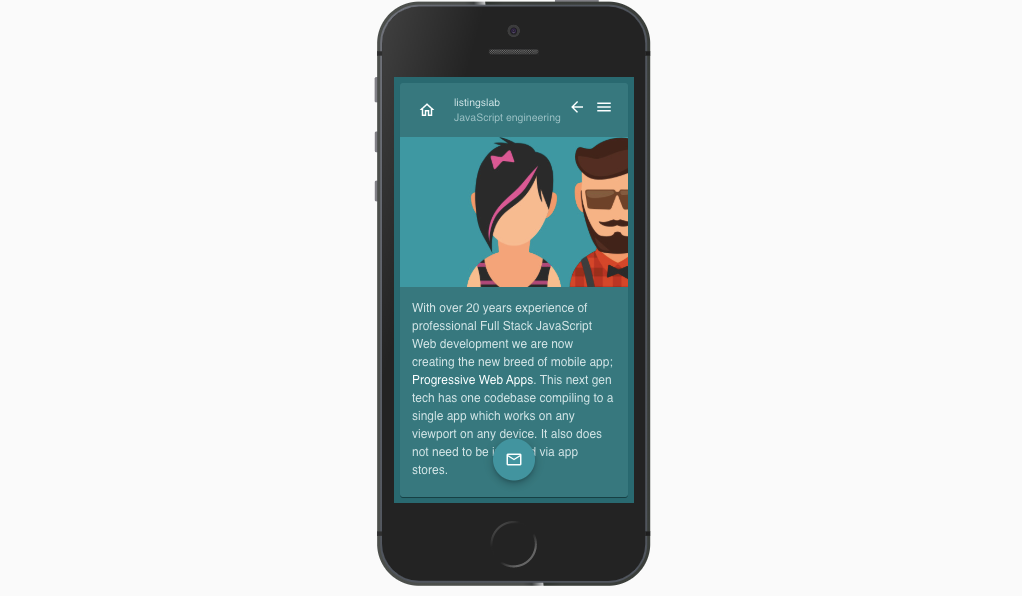 listingslab
JavaScript engineering
With over 20 years experience of
professional Full Stack JavaScript
Web development we are now
creating the new breed of mobile app;
Progressive Web Apps. This next gen
tech has one codebase compiling to a
single app which works on any
viewport on any device. It also does
not need to be via app
stores.